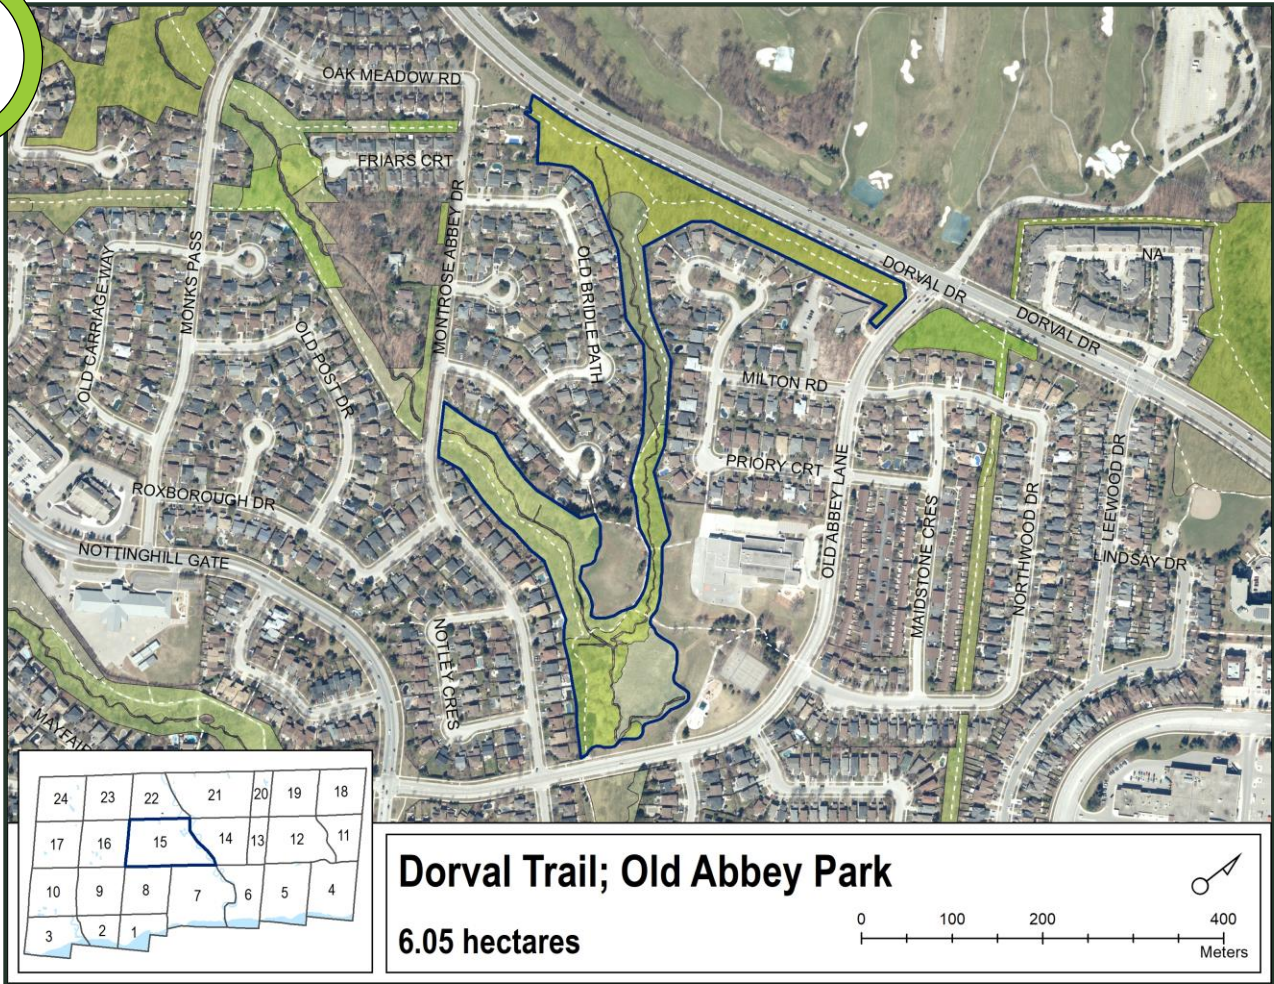 OAK MEADOW RD
FRIARS CRT
MONTROSE ABBEY DR
OLD BRIDLE PATH
MONKS PASS
OLD CARRIAGEWAY
OLD POST DR
DORVAL DR
DORVAL DR
NA
MILTON RD
PRIORY CRT
OLD ABBEY LANE
MAIDSTONE CRES
NORTHWOOD DR
LEEWOOD DR
LINDSAY DR
ROXBOROUGH DR
NOTTINGHILL GATE
NOTLEY CRES
MAYFAIR
24 23 22 21 20 19 18
17 16 15 14 13 12 11
10 9 8 7 6 5 4
3 2 1
Dorval Trail; Old Abbey Park
6.05 hectares
0 100 200 400
Meters